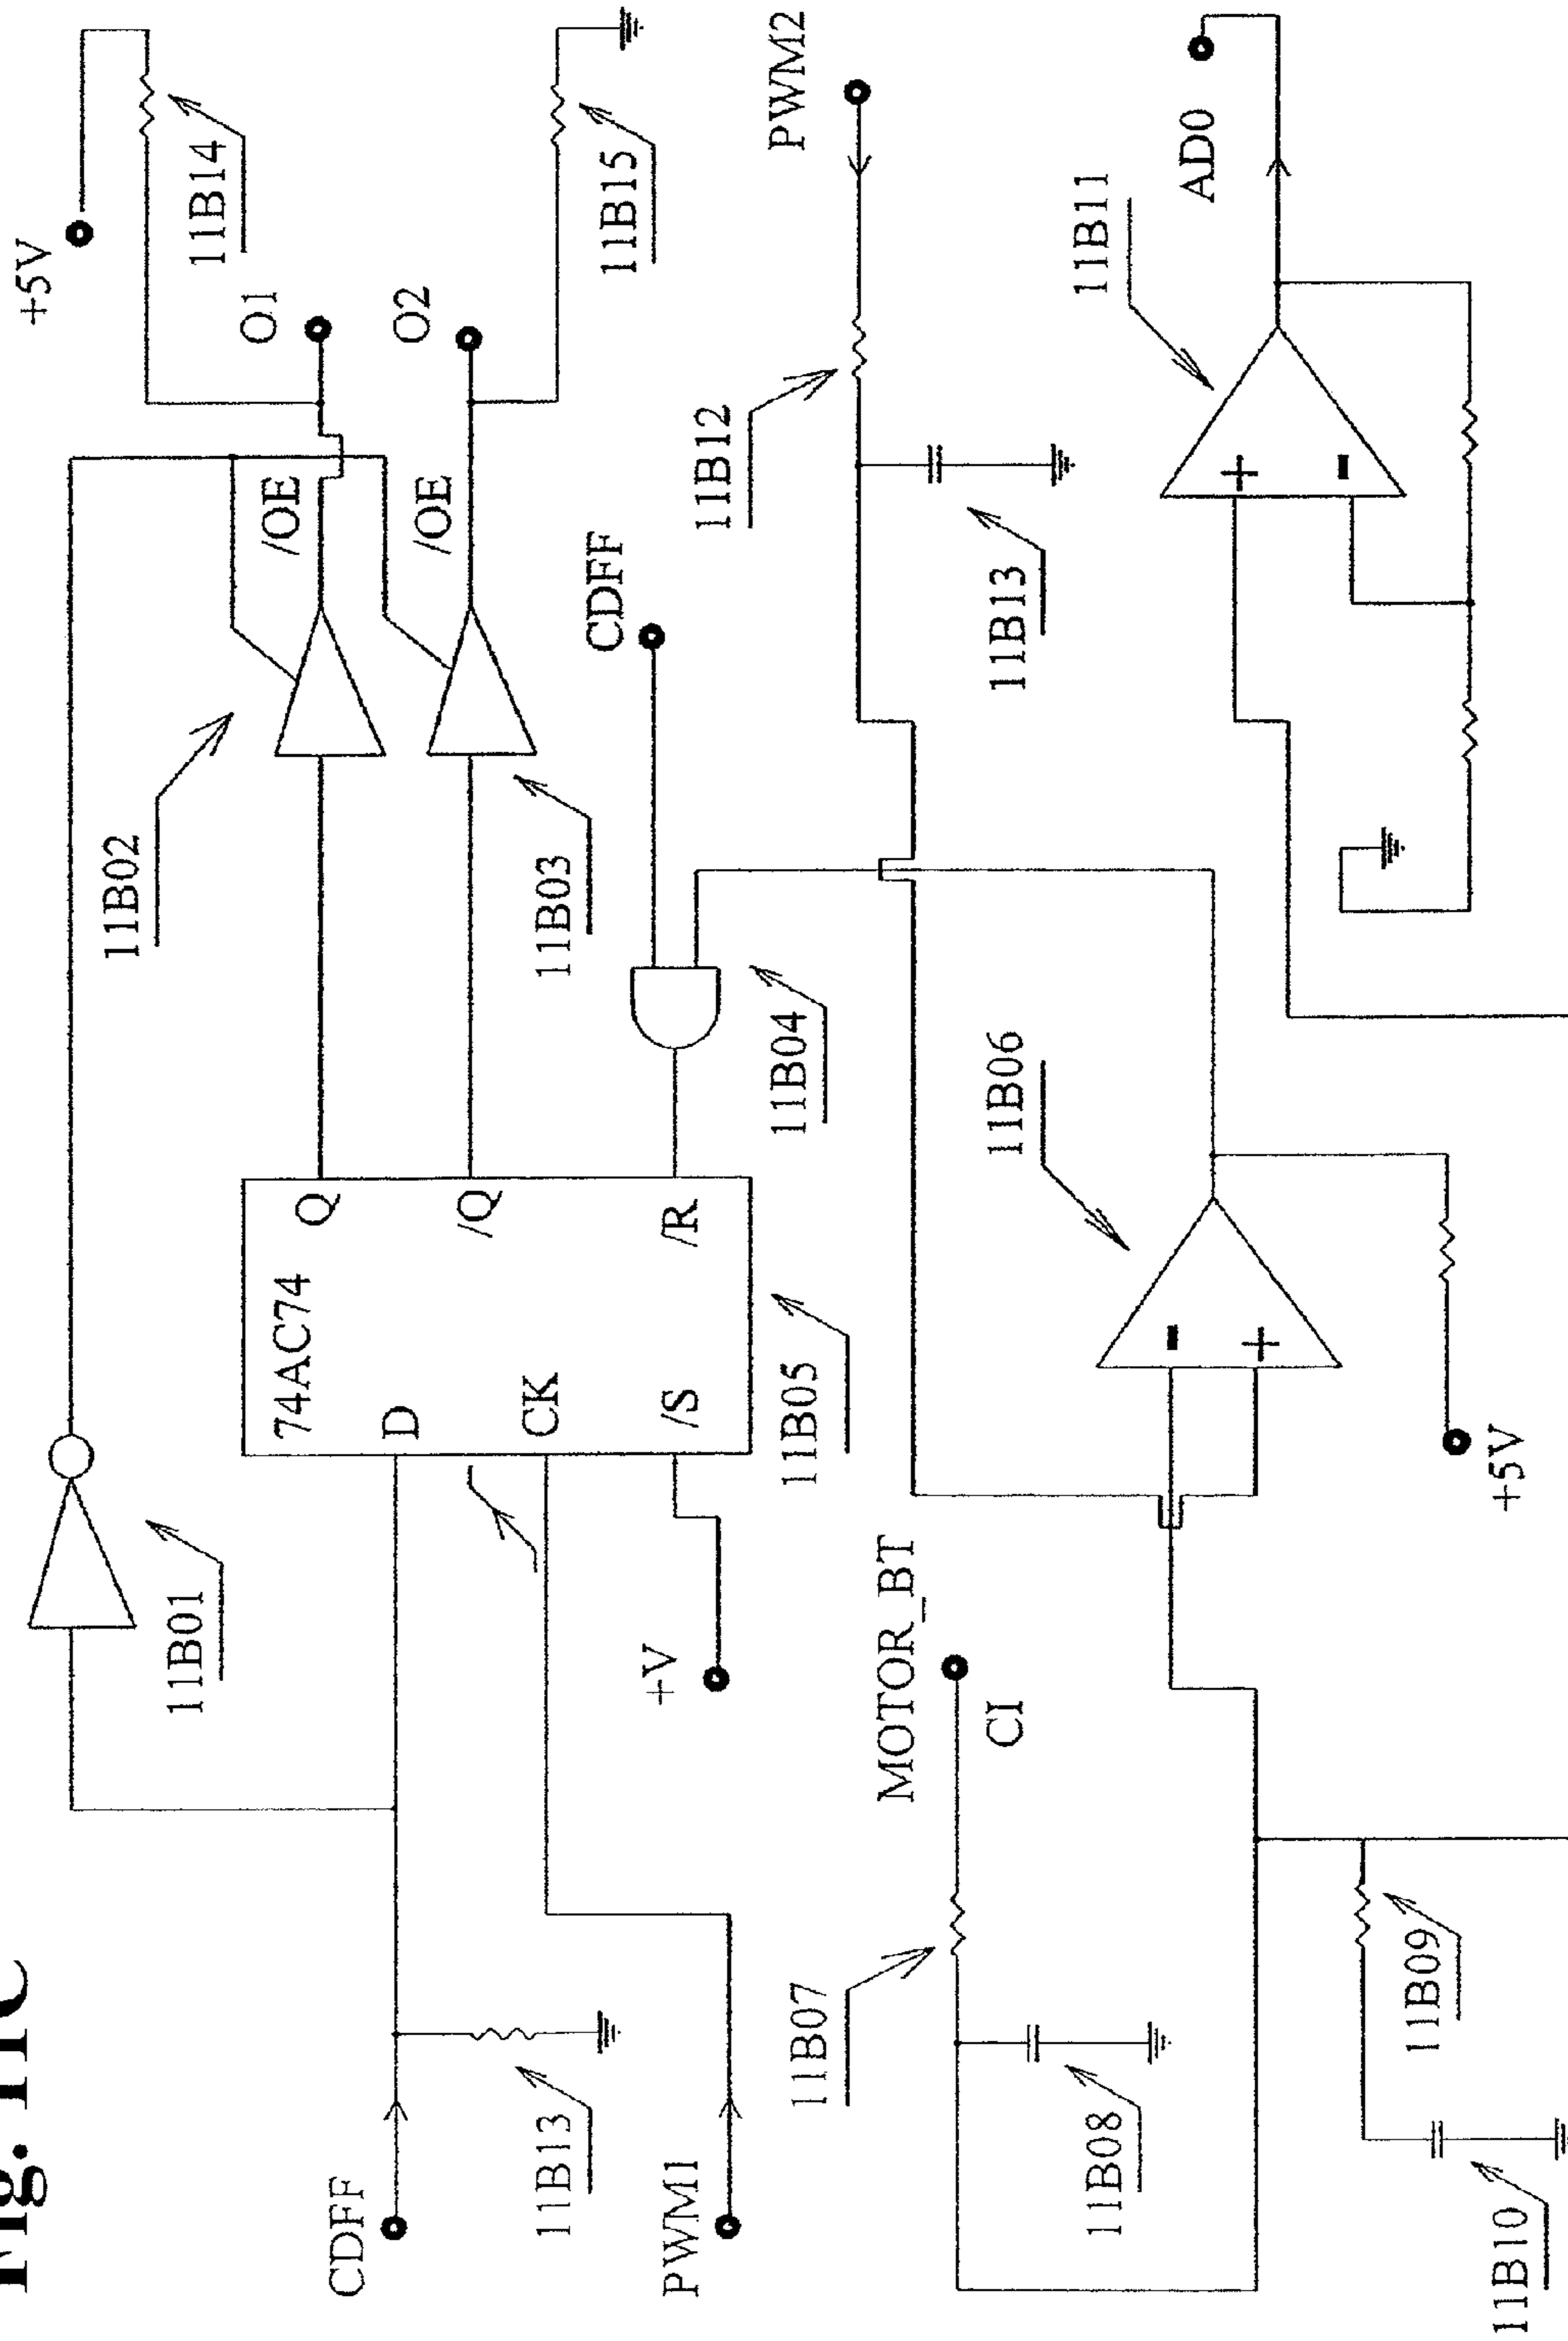 Fig. 11C
+5V
11B14
O1
O2
11B15
/OE
/OE
11B02
11B03
11B01
CDFF
11B13
PWM1
74AC74
D
CK
/S
Q
/Q
/R
11B05
+V
CDFF
11B04
PWM2
11B12
11B13
MOTOR_BT
CI
11B07
11B08
11B09
11B10
-
+
11B06
+5V
+
-
11B11
AD0